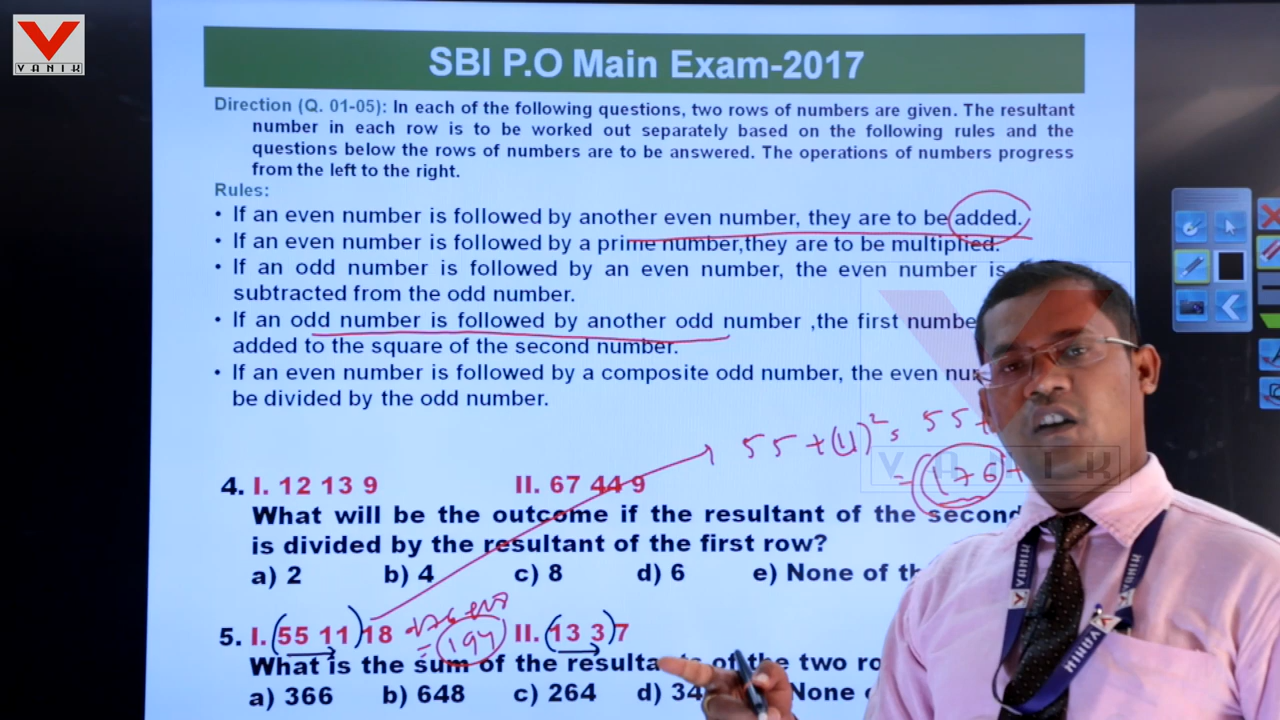 VANIK
SBI P.O Main Exam-2017
Direction (Q. 01-05): In each of the following questions, two rows of numbers are given. The resultant
number in each row is to be worked out separately based on the following rules and the
questions below the rows of numbers are to be answered. The operations of numbers progress
from the left to the right.
Rules:
• If an even number is followed by another even number, they are to be added.
• If an even number is followed by a prime number,they are to be multiplied.
• If an odd number is followed by an even number, the even number is
subtracted from the odd number.
• If an odd number is followed by another odd number ,the first numbe
added to the square of the second number.
• If an even number is followed by a composite odd number, the even nu
be divided by the odd number.
55+(11)², 55+
= 176
VANIK
4. I. 12 13 9 II. 67 44 9
What will be the outcome if the resultant of the second
is divided by the resultant of the first row?
a) 2 b) 4 c) 8 d) 6 e) None of th
5. I. (55 11) 18 = 194 II. (13 3) 7
What is the sum of the resulta of the two ro
a) 366 b) 648 c) 264 d) 34 None
VANIK
VANIK